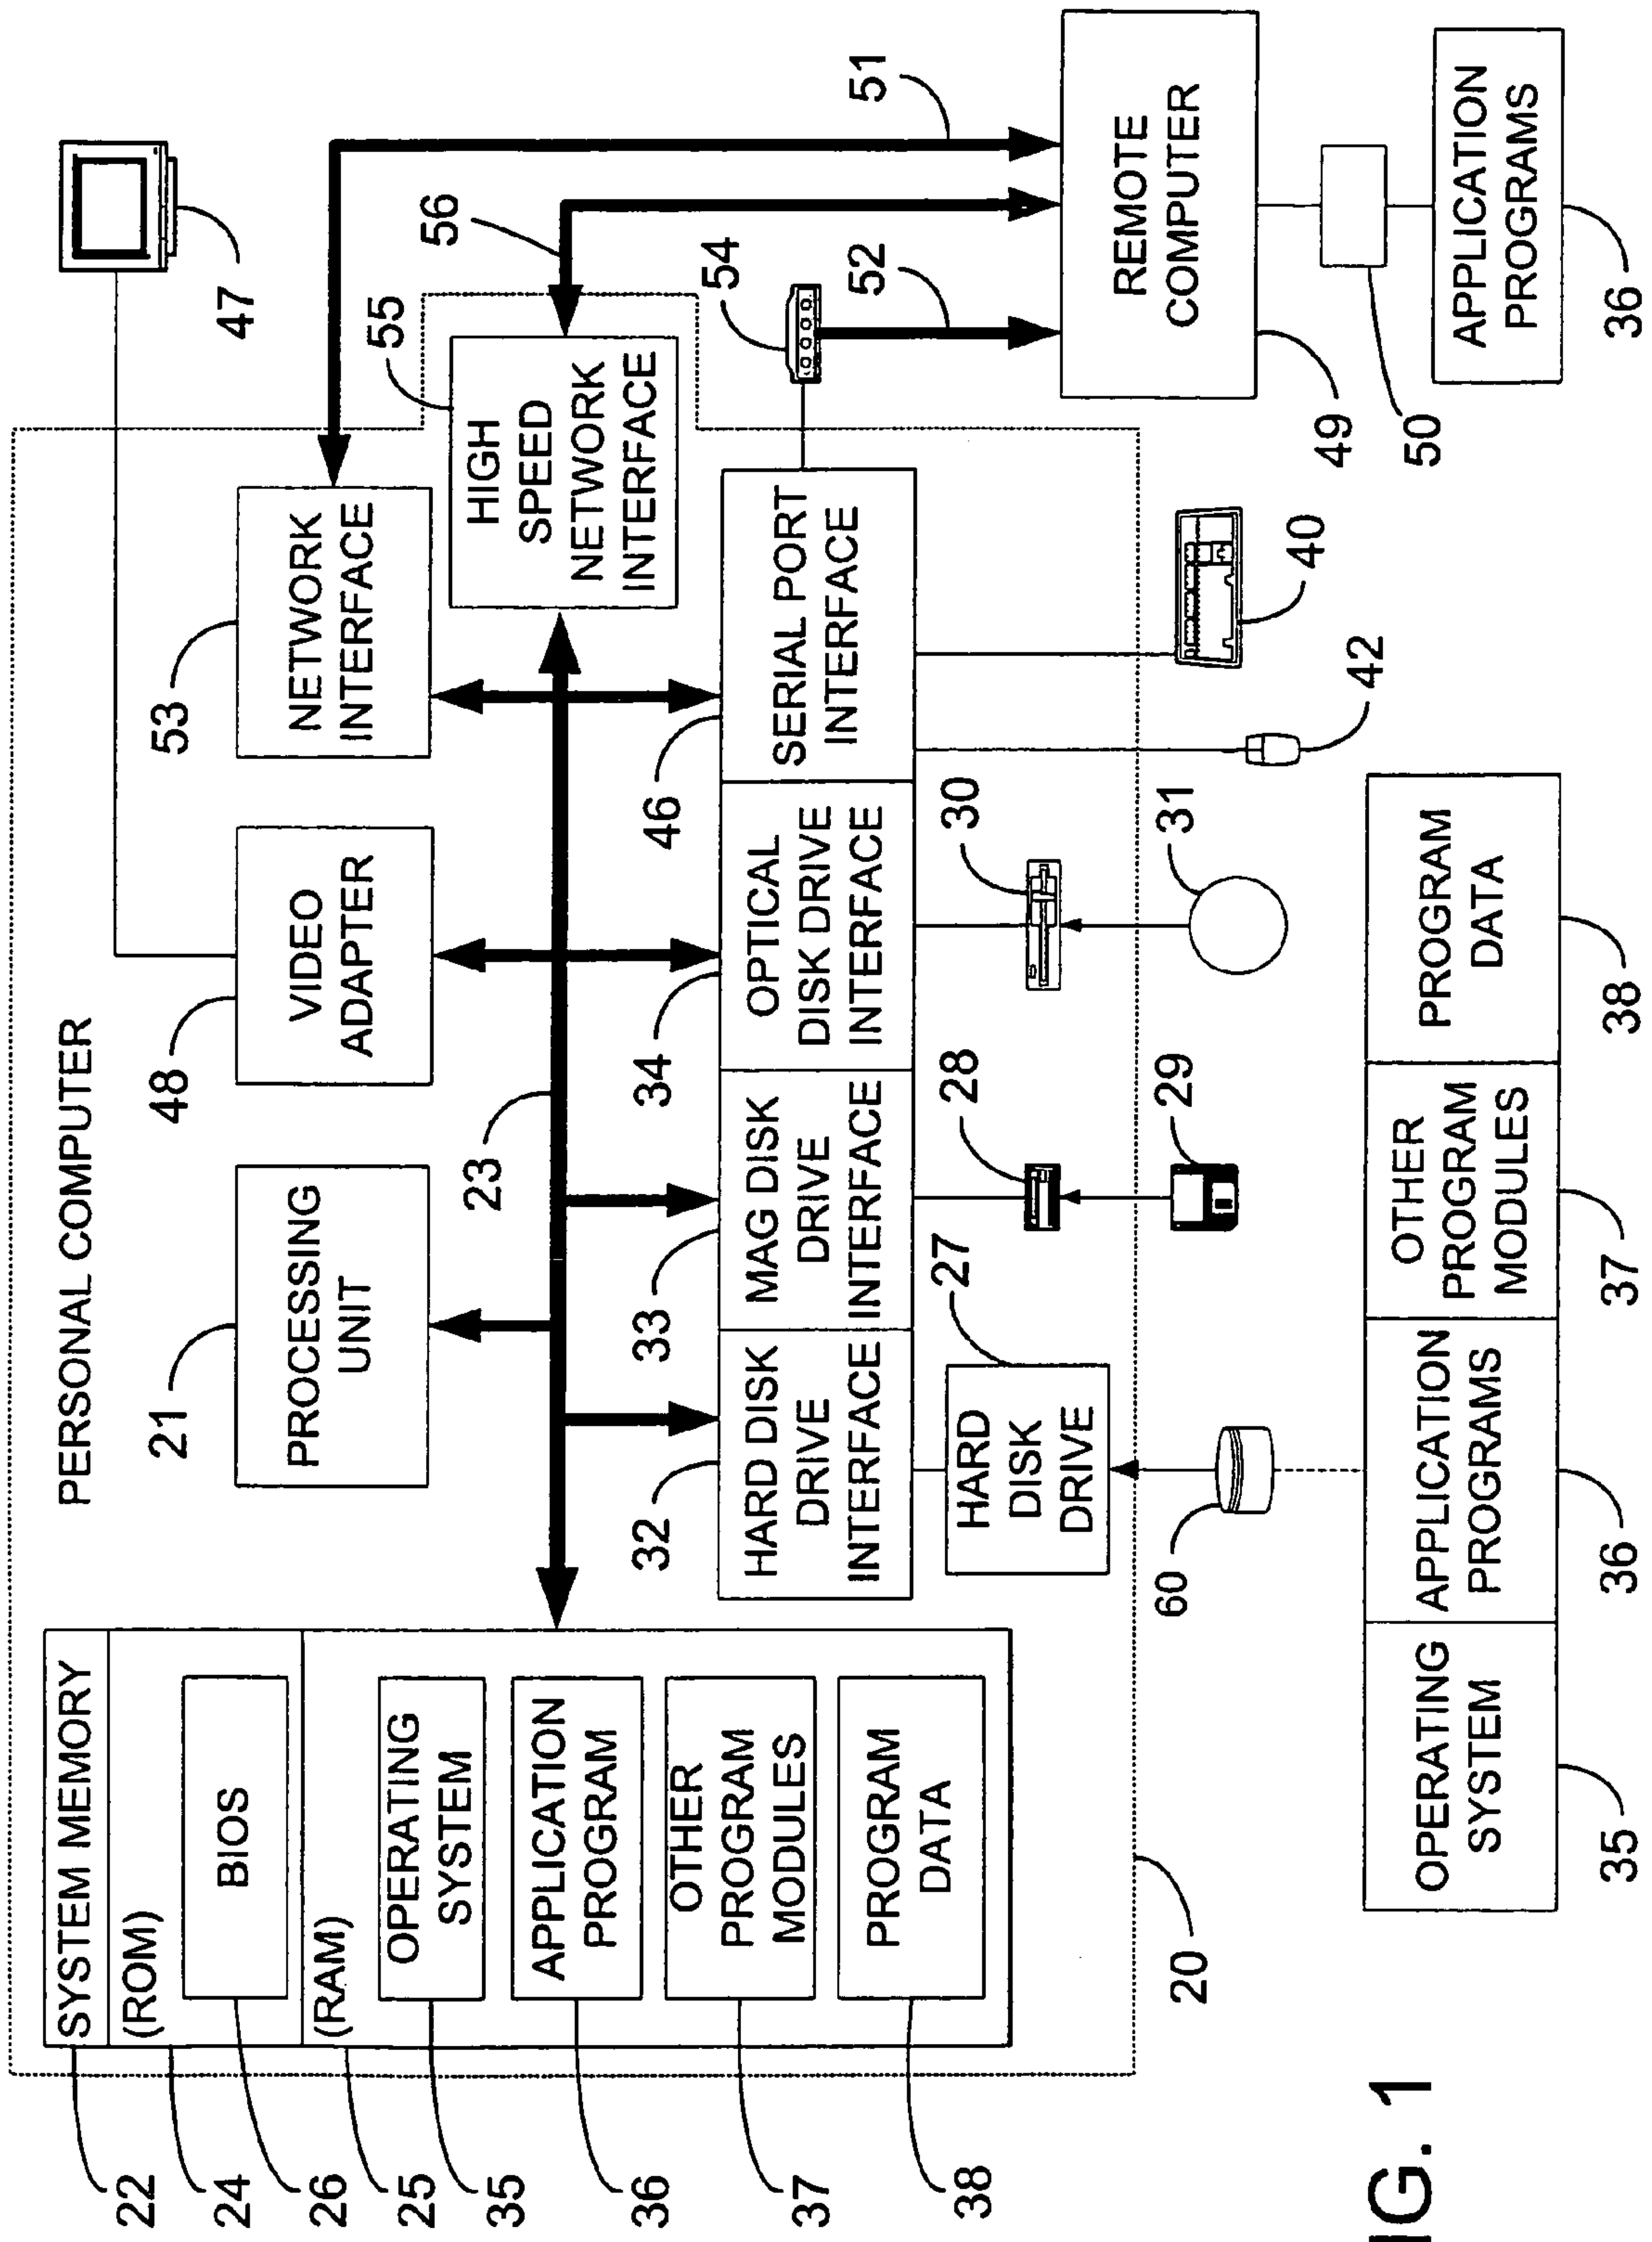 PERSONAL COMPUTER
47
SYSTEM MEMORY
22
(ROM)
24
BIOS
26
(RAM)
25
OPERATING
SYSTEM
35
APPLICATION
PROGRAM
36
OTHER
PROGRAM
MODULES
37
PROGRAM
DATA
38
21
PROCESSING
UNIT
48
VIDEO
ADAPTER
53
NETWORK
INTERFACE
23
55
HIGH
SPEED
NETWORK
INTERFACE
56
51
32
HARD DISK
DRIVE
INTERFACE
33
MAG DISK
DRIVE
INTERFACE
34
OPTICAL
DISK DRIVE
INTERFACE
46
SERIAL PORT
INTERFACE
54
52
27
HARD
DISK
DRIVE
28
30
60
29
31
42
40
20
REMOTE
COMPUTER
49
50
APPLICATION
PROGRAMS
36
OPERATING
SYSTEM
35
APPLICATION
PROGRAMS
36
OTHER
PROGRAM
MODULES
37
PROGRAM
DATA
38
IG. 1